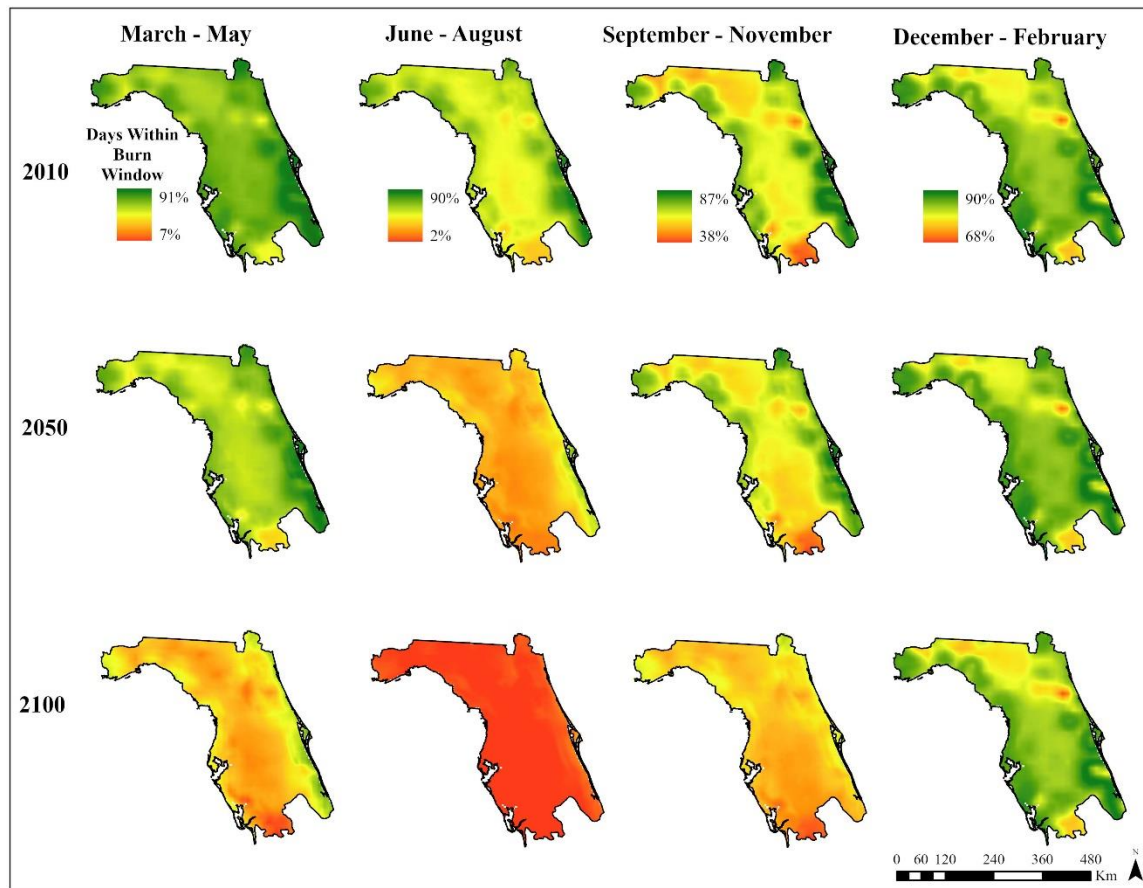 March - May
June - August
September - November
December - February
2010
Days Within
Burn
Window
91%
7%
90%
2%
87%
38%
90%
68%
2050
2100
0 60 120 240 360 480
Km
N